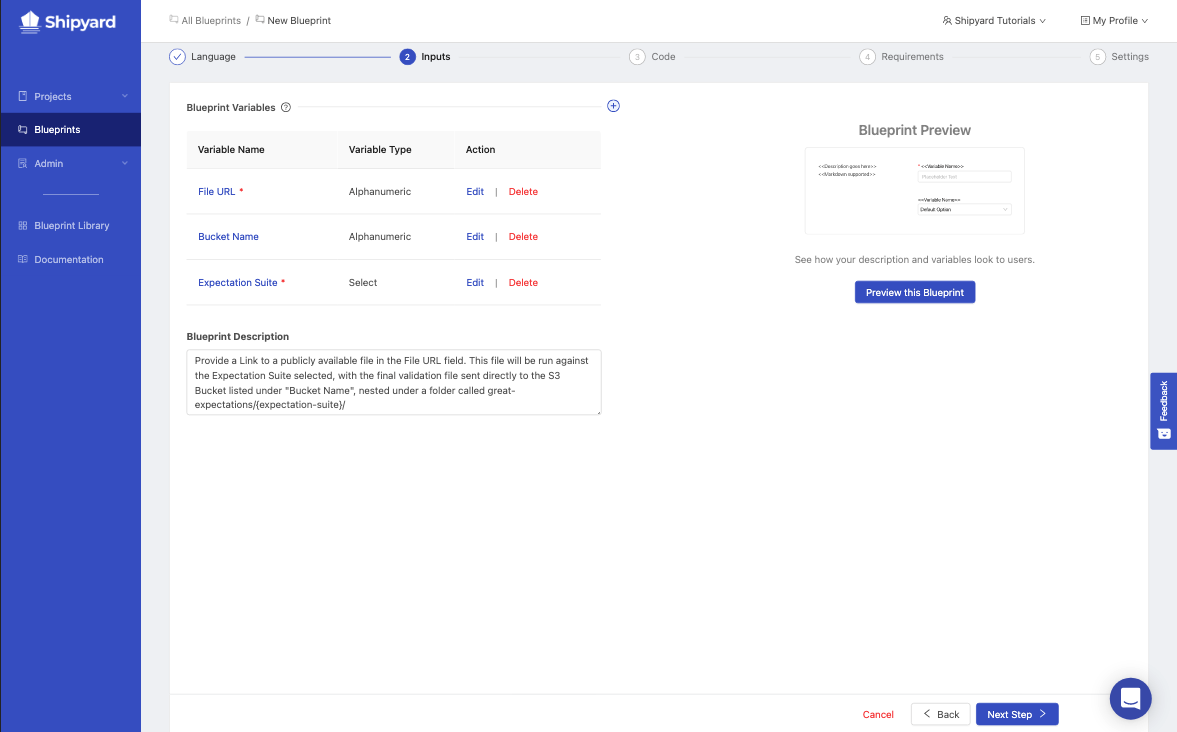 Shipyard
All Blueprints / New Blueprint
Shipyard Tutorials
My Profile
Language
2 Inputs
3 Code
4 Requirements
5 Settings
Projects
Blueprints
Admin
Blueprint Library
Documentation
Blueprint Variables ?
Variable Name Variable Type Action
File URL * Alphanumeric Edit | Delete
Bucket Name Alphanumeric Edit | Delete
Expectation Suite * Select Edit | Delete
Blueprint Description
Provide a Link to a publicly available file in the File URL field. This file will be run against
the Expectation Suite selected, with the final validation file sent directly to the S3
Bucket listed under "Bucket Name", nested under a folder called great-
expectations/{expectation-suite}/
Blueprint Preview
<<Description goes here>>
<<Markdown supported>>
* <<Variable Name>>
Placeholder Text
<<Variable Name>>
Default Option
See how your description and variables look to users.
Preview this Blueprint
Feedback
Cancel
< Back
Next Step >